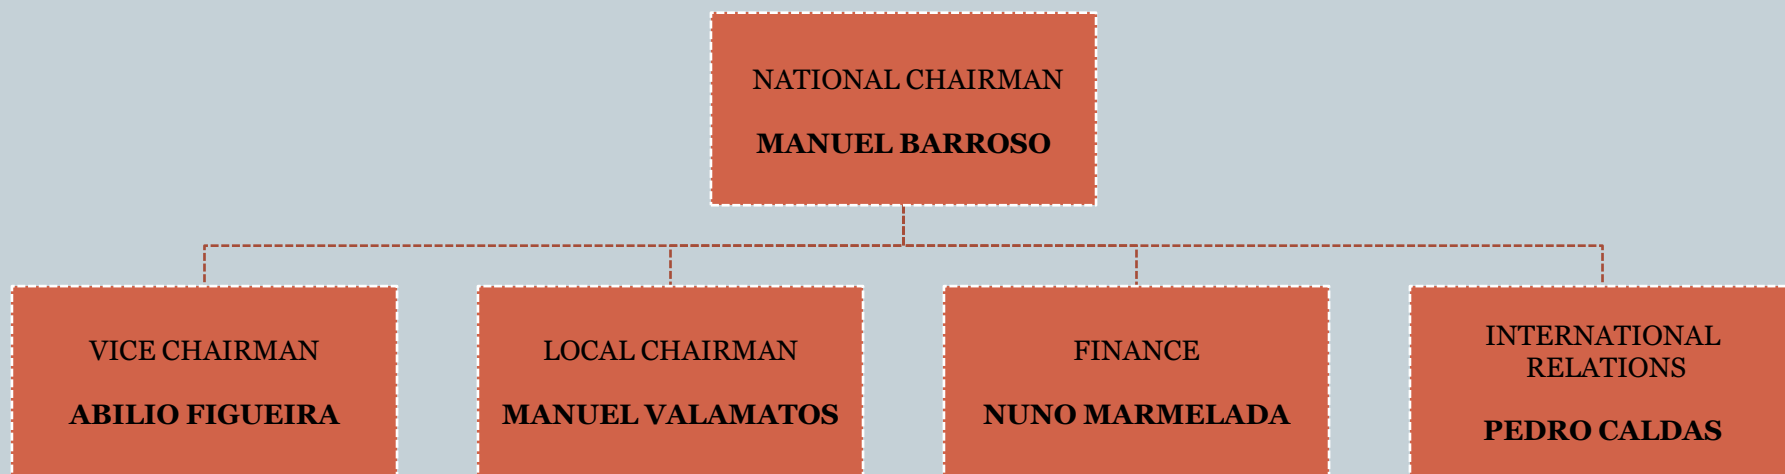 NATIONAL CHAIRMAN
MANUEL BARROSO
VICE CHAIRMAN
ABILIO FIGUEIRA
LOCAL CHAIRMAN
MANUEL VALAMATOS
FINANCE
NUNO MARMELADA
INTERNATIONAL
RELATIONS
PEDRO CALDAS